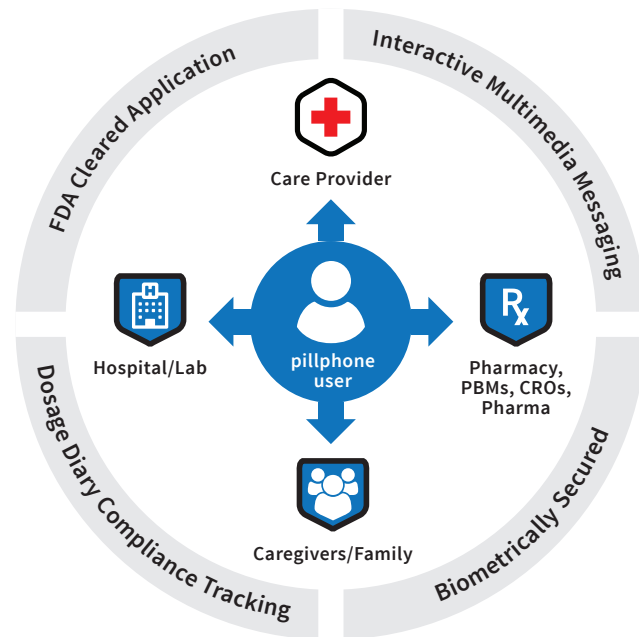 FDA Cleared Application
Interactive Multimedia Messaging
Care Provider
H
Hospital/Lab
pillphone
user
Rx
Pharmacy,
PBMs, CROs,
Pharma
Caregivers/Family
Dosage Diary Compliance Tracking
Biometrically Secured